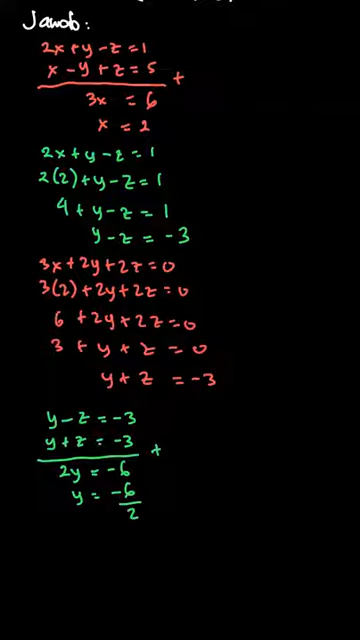 Jawab:
2x + y - z = 1
x - y + z = 5
+
3x = 6
x = 2
2x + y - z = 1
2(2) + y - z = 1
4 + y - z = 1
y - z = -3
3x + 2y + 2z = 0
3(2) + 2y + 2z = 0
6 + 2y + 2z = 0
3 + y + z = 0
y + z = -3
y - z = -3
y + z = -3
+
2y = -6
y = -6
2